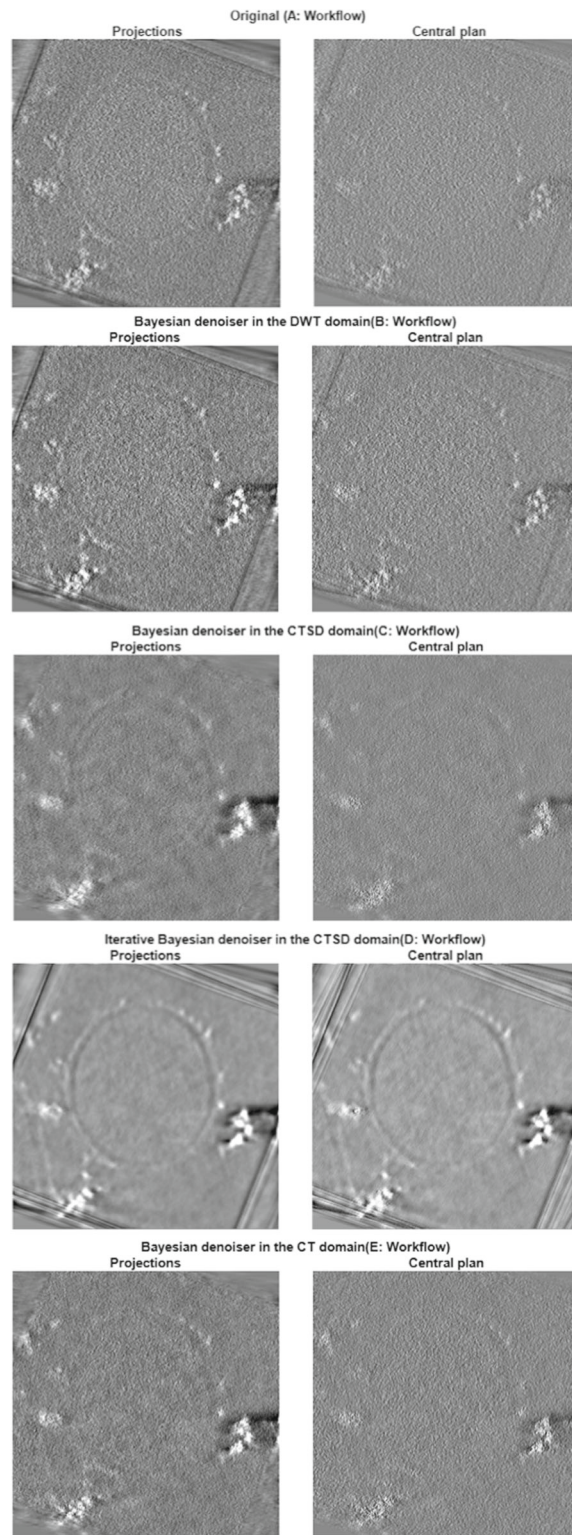 Original (A: Workflow)
Projections Central plan
Bayesian denoiser in the DWT domain(B: Workflow)
Projections Central plan
Bayesian denoiser in the CTSD domain(C: Workflow)
Projections Central plan
Iterative Bayesian denoiser in the CTSD domain(D: Workflow)
Projections Central plan
Bayesian denoiser in the CT domain(E: Workflow)
Projections Central plan